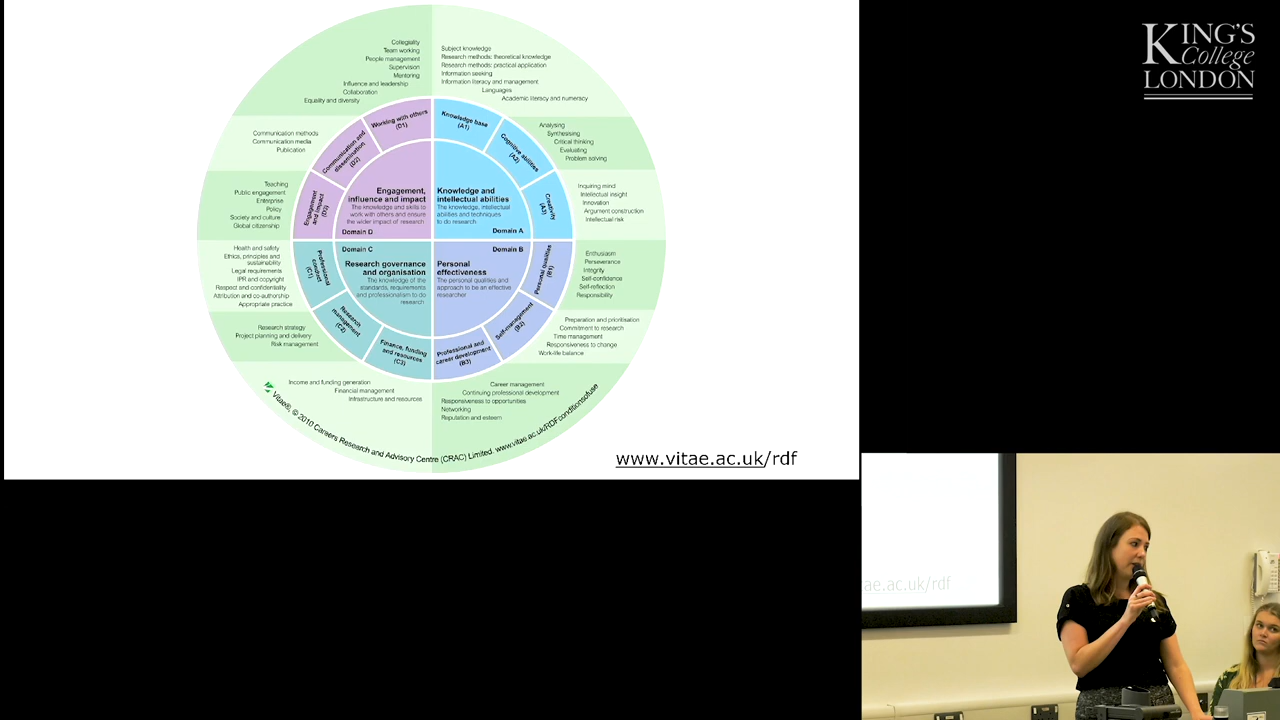 Collegiality
Team working
People management
Supervision
Mentoring
Influence and leadership
Collaboration
Equality and diversity
Subject knowledge
Research methods: theoretical knowledge
Research methods: practical application
Information seeking
Information literacy and management
Languages
Academic literacy and numeracy
Communication methods
Communication media
Publication
Analysing
Synthesising
Critical thinking
Evaluating
Problem solving
Teaching
Public engagement
Enterprise
Policy
Society and culture
Global citizenship
Inquiring mind
Intellectual insight
Innovation
Argument construction
Intellectual risk
Working with others
(D1)
Communication and
dissemination
(D2)
Engagement
and impact
(D3)
Knowledge base
(A1)
Cognitive abilities
(A2)
Creativity
(A3)
Engagement,
influence and impact
The knowledge and skills to
work with others and ensure
the wider impact of research
Domain D
Knowledge and
intellectual abilities
The knowledge, intellectual
abilities and techniques
to do research
Domain A
Domain C
Research governance
and organisation
The knowledge of the
standards, requirements
and professionalism to do
research
Domain B
Personal
effectiveness
The personal qualities and
approach to be an effective
researcher
Professional
conduct
(C1)
Research
management
(C2)
Finance, funding
and resources
(C3)
Professional and
career development
(B3)
Self-management
(B2)
Personal qualities
(B1)
Health and safety
Ethics, principles and
sustainability
Legal requirements
IPR and copyright
Respect and confidentiality
Attribution and co-authorship
Appropriate practice
Enthusiasm
Perseverance
Integrity
Self-confidence
Self-reflection
Responsibility
Research strategy
Project planning and delivery
Risk management
Preparation and prioritisation
Commitment to research
Time management
Responsiveness to change
Work-life balance
Income and funding generation
Financial management
Infrastructure and resources
Career management
Continuing professional development
Responsiveness to opportunities
Networking
Reputation and esteem
Vitae®, © 2010 Careers Research and Advisory Centre (CRAC) Limited. www.vitae.ac.uk/RDFconditionsofuse
www.vitae.ac.uk/rdf
KING'S
College
LONDON
ae.ac.uk/rdf